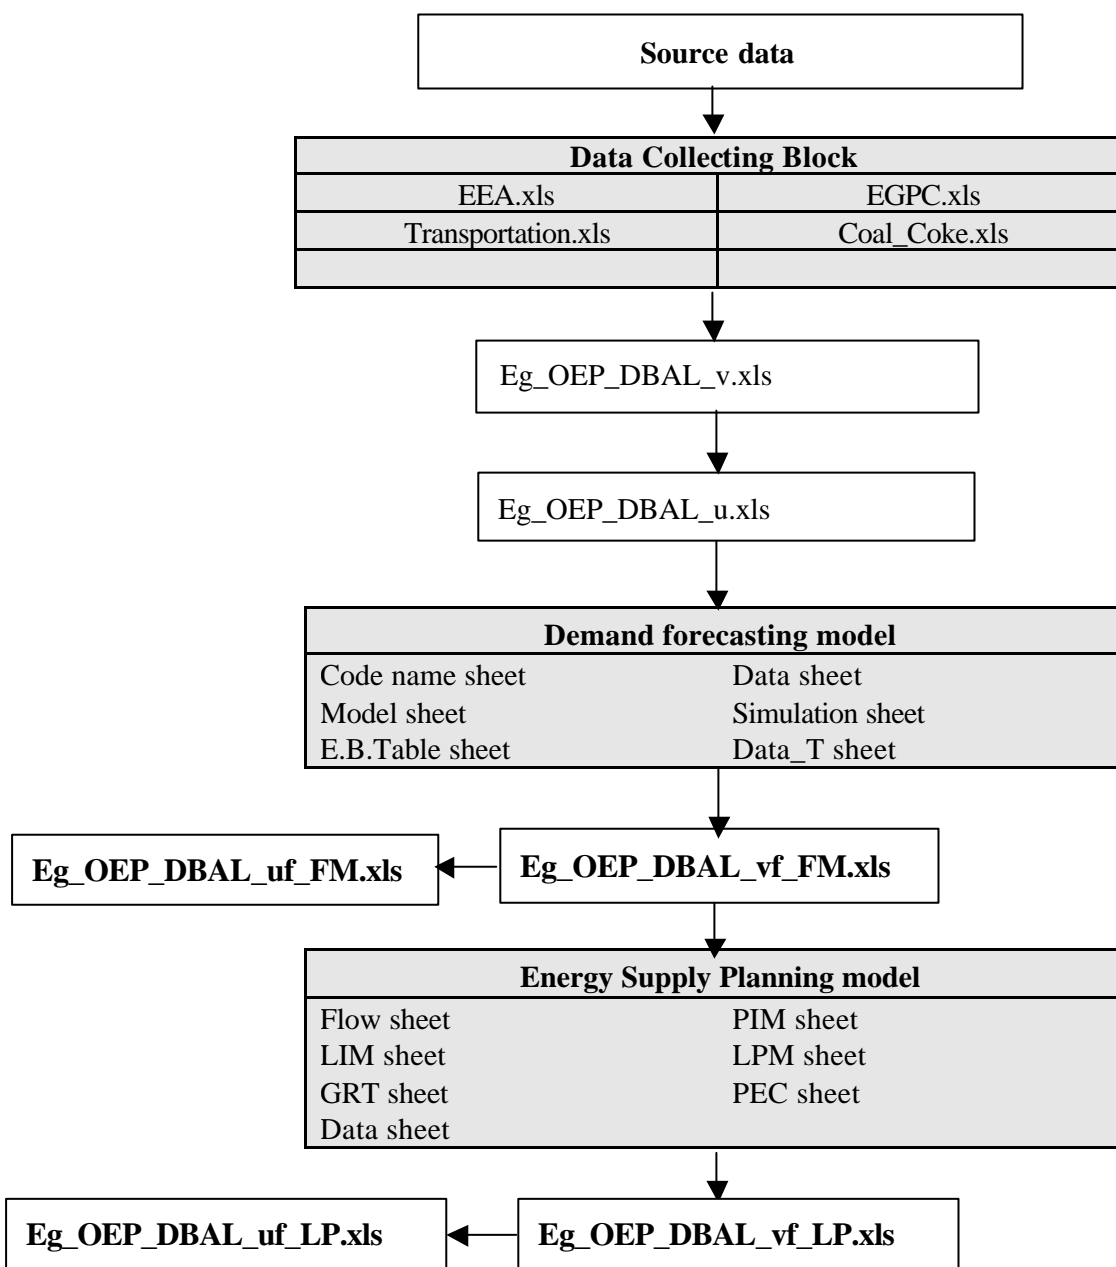 Source data
Data Collecting Block
EEA.xls EGPC.xls
Transportation.xls Coal_Coke.xls
Eg_OEP_DBAL_v.xls
Eg_OEP_DBAL_u.xls
Demand forecasting model
Code name sheet Data sheet
Model sheet Simulation sheet
E.B.Table sheet Data_T sheet
Eg_OEP_DBAL_uf_FM.xls Eg_OEP_DBAL_vf_FM.xls
Energy Supply Planning model
Flow sheet PIM sheet
LIM sheet LPM sheet
GRT sheet PEC sheet
Data sheet
Eg_OEP_DBAL_uf_LP.xls Eg_OEP_DBAL_vf_LP.xls